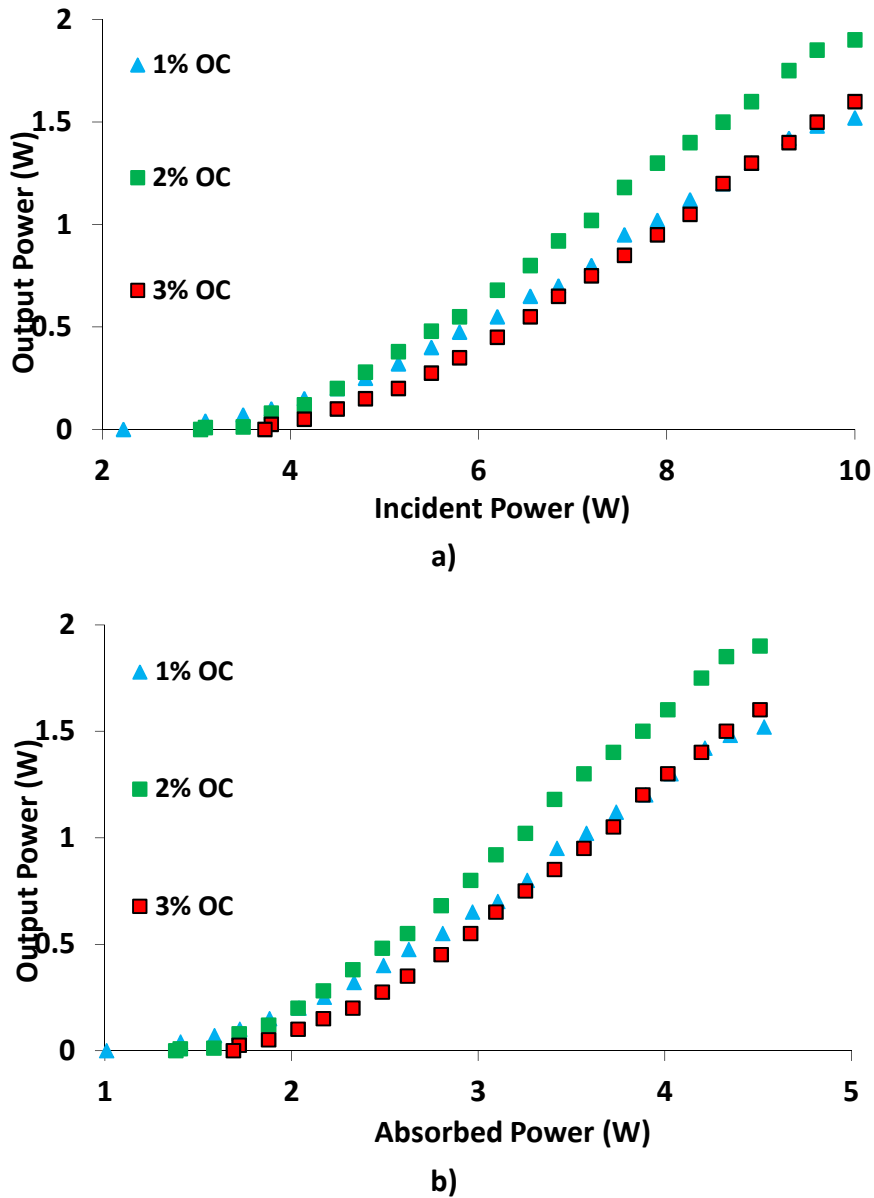 2
1% OC
1.5
2% OC
1
3% OC
0.5
0
Output Power (W)
2 4 6 8 10
Incident Power (W)
a)
2
1% OC
1.5
2% OC
1
3% OC
0.5
0
Output Power (W)
1 2 3 4 5
Absorbed Power (W)
b)